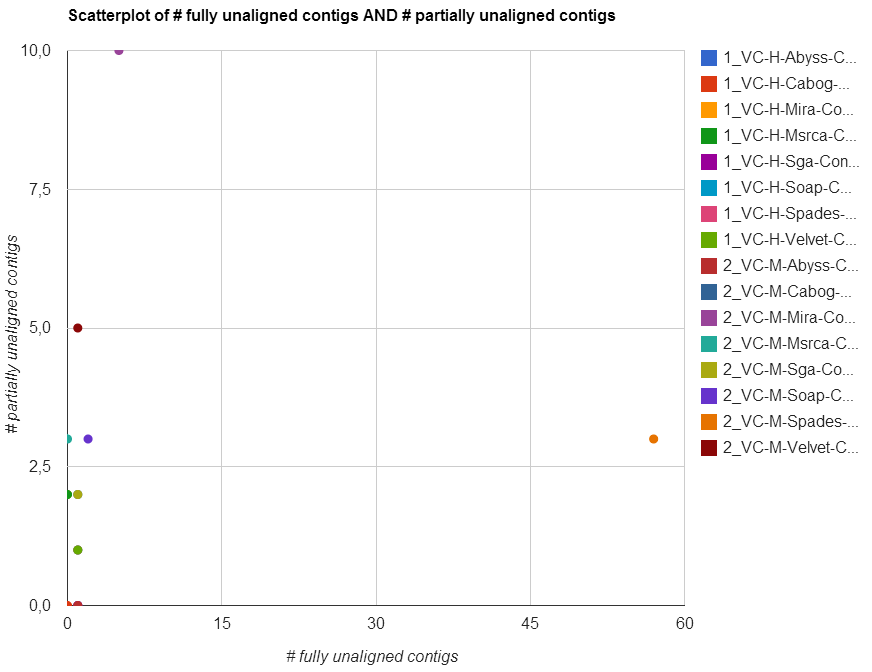 Scatterplot of # fully unaligned contigs AND # partially unaligned contigs
10,0
7,5
5,0
2,5
0,0
# partially unaligned contigs
0
15
30
45
60
# fully unaligned contigs
1_VC-H-Abyss-C...
1_VC-H-Cabog-...
1_VC-H-Mira-Co...
1_VC-H-Msrca-C...
1_VC-H-Sga-Con...
1_VC-H-Soap-C...
1_VC-H-Spades-...
1_VC-H-Velvet-C...
2_VC-M-Abyss-C...
2_VC-M-Cabog-...
2_VC-M-Mira-Co...
2_VC-M-Msrca-C...
2_VC-M-Sga-Co...
2_VC-M-Soap-C...
2_VC-M-Spades-...
2_VC-M-Velvet-C...